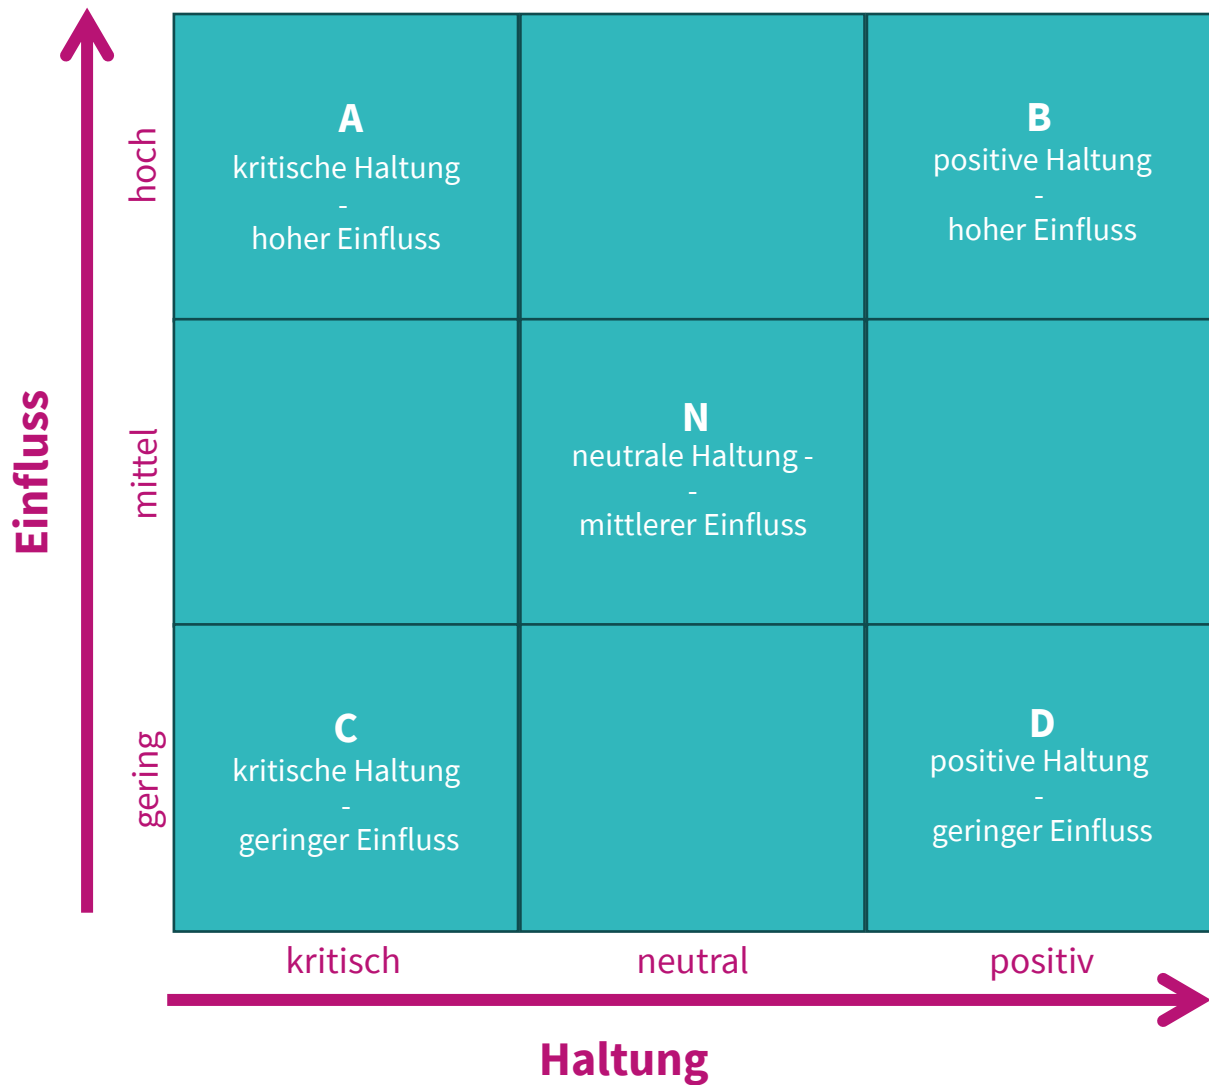 Einfluss
hoch
mittel
gering
A
kritische Haltung
-
hoher Einfluss
B
positive Haltung
-
hoher Einfluss
N
neutrale Haltung -
-
mittlerer Einfluss
C
kritische Haltung
-
geringer Einfluss
D
positive Haltung
-
geringer Einfluss
kritisch
neutral
positiv
Haltung